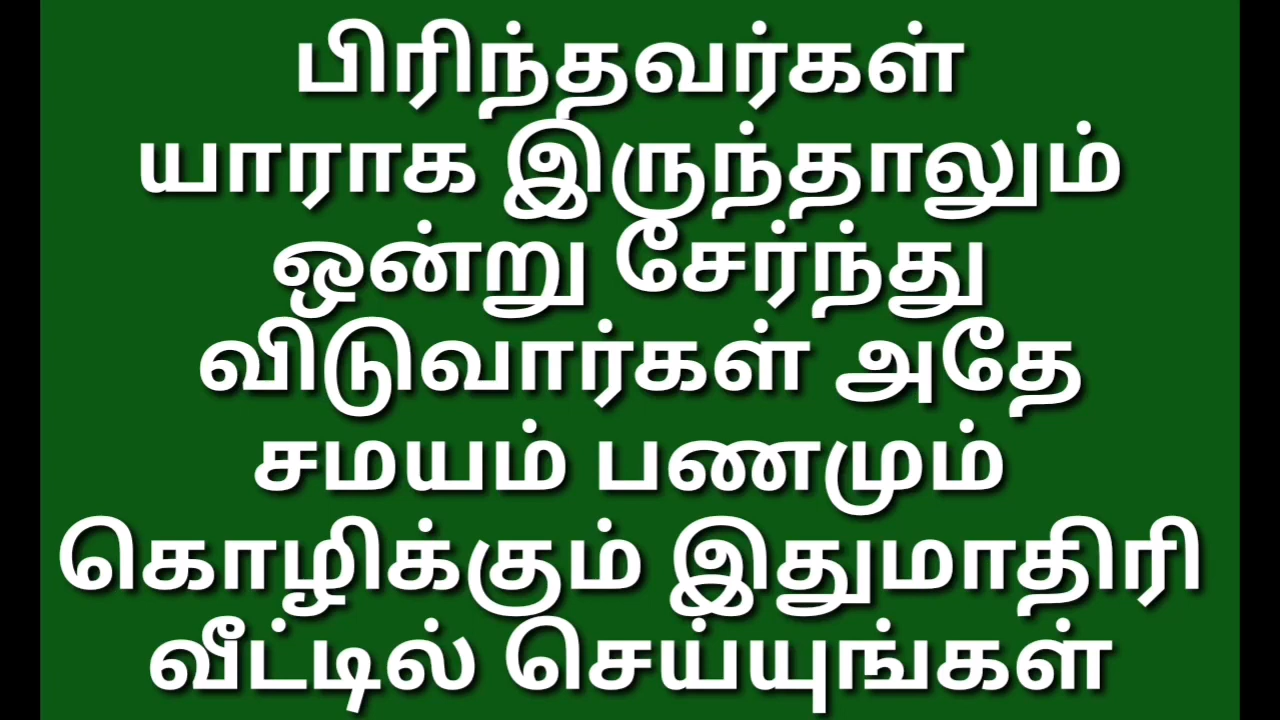 பிரிந்தவர்கள்
யாராக இருந்தாலும்
ஒன்று சேர்ந்து
விடுவார்கள் அதே
சமயம் பணமும்
கொழிக்கும் இதுமாதிரி
வீட்டில் செய்யுங்கள்